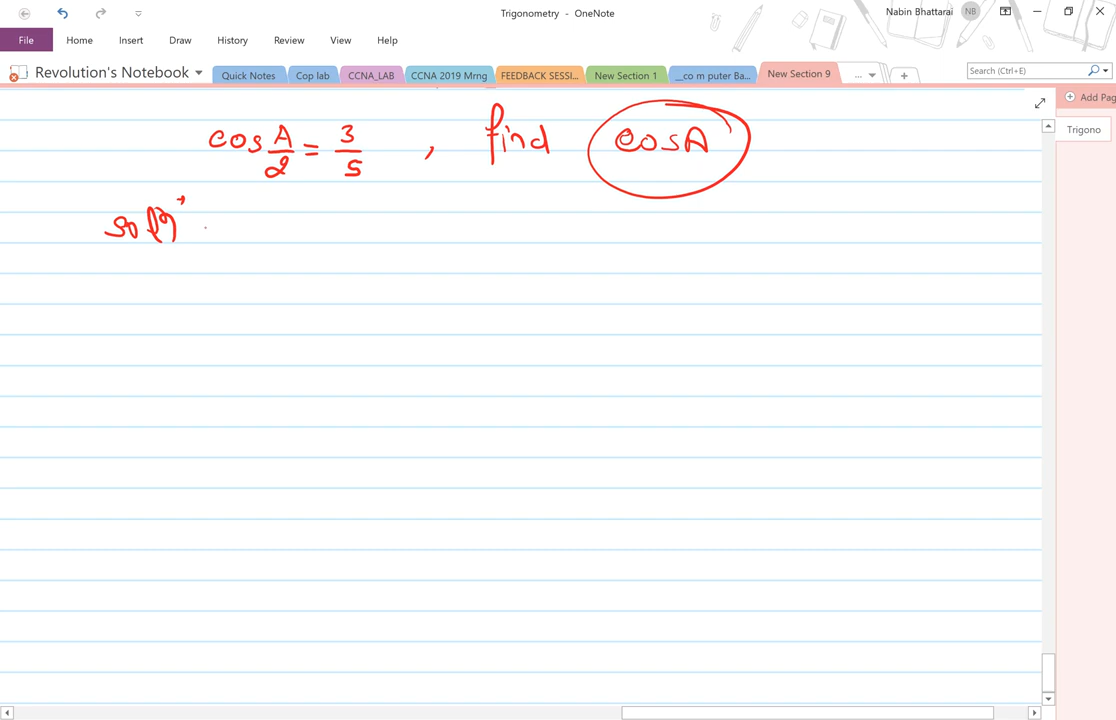 Trigonometry - OneNote
Nabin Bhattarai NB
File Home Insert Draw History Review View Help
Revolution's Notebook
Quick Notes Cop lab CCNA_LAB CCNA 2019 Mrng FEEDBACK SESSI... New Section 1 __co m puter Ba... New Section 9 ... Search (Ctrl+E)
Add Pag
Trigono
cos A/2 = 3/5 , find cosA
solⁿ